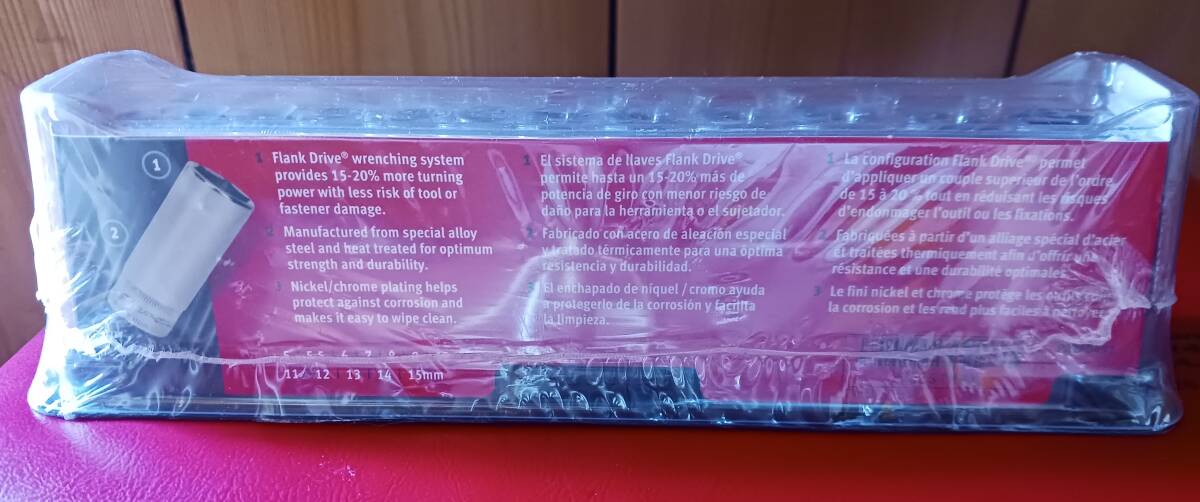 1
2
1 Flank Drive® wrenching system
provides 15-20% more turning
power with less risk of tool or
fastener damage.
2 Manufactured from special alloy
steel and heat treated for optimum
strength and durability.
3 Nickel/chrome plating helps
protect against corrosion and
makes it easy to wipe clean.
5 5.5 6 7 8 9
11 12 13 14 15mm
1 El sistema de llaves Flank Drive®
permite hasta un 15-20% más de
potencia de giro con menor riesgo de
daño para la herramienta o el sujetador.
2 Fabricado con acero de aleación especial
y tratado térmicamente para una óptima
resistencia y durabilidad.
3 El enchapado de níquel / cromo ayuda
a protegerlo de la corrosión y facilita
la limpieza.
1 La configuration Flank Drive® permet
d'appliquer un couple superieur de l'ordre
de 15 à 20 % tout en réduisant les risques
d'endommager l'outil ou les fixations.
2 Fabriquées à partir d'un alliage spécial d'acier
et traitées thermiquement afin d'offrir une
résistance et une durabilité optimales.
3 Le fini nickel et chrome protège les outils
la corrosion et les rend plus faciles à nettoyer.